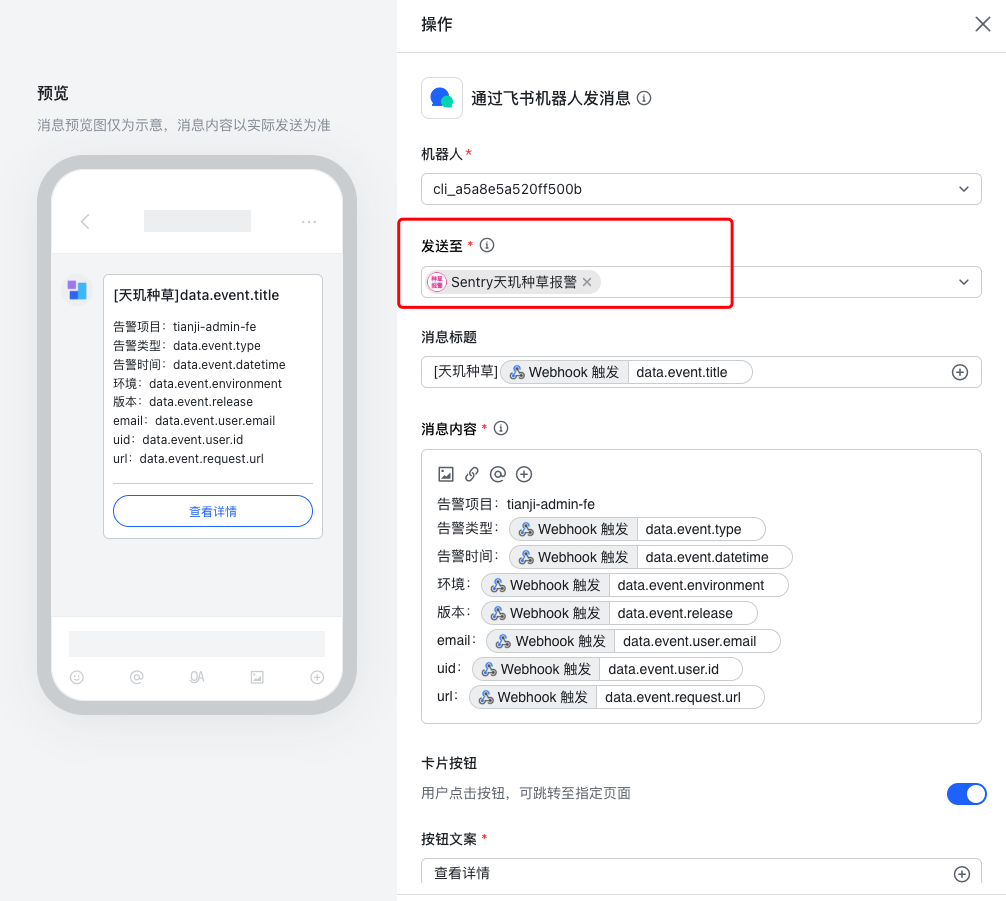 预览
消息预览图仅为示意，消息内容以实际发送为准
[天玑种草]data.event.title
告警项目：tianji-admin-fe
告警类型：data.event.type
告警时间：data.event.datetime
环境：data.event.environment
版本：data.event.release
email：data.event.user.email
uid：data.event.user.id
url：data.event.request.url
查看详情
操作
通过飞书机器人发消息
机器人*
cli_a5a8e5a520ff500b
发送至 *
种草报警 Sentry天玑种草报警
消息标题
[天玑种草] Webhook 触发 data.event.title
消息内容 *
告警项目：tianji-admin-fe
告警类型： Webhook 触发 data.event.type
告警时间： Webhook 触发 data.event.datetime
环境： Webhook 触发 data.event.environment
版本： Webhook 触发 data.event.release
email： Webhook 触发 data.event.user.email
uid： Webhook 触发 data.event.user.id
url： Webhook 触发 data.event.request.url
卡片按钮
用户点击按钮，可跳转至指定页面
按钮文案 *
查看详情